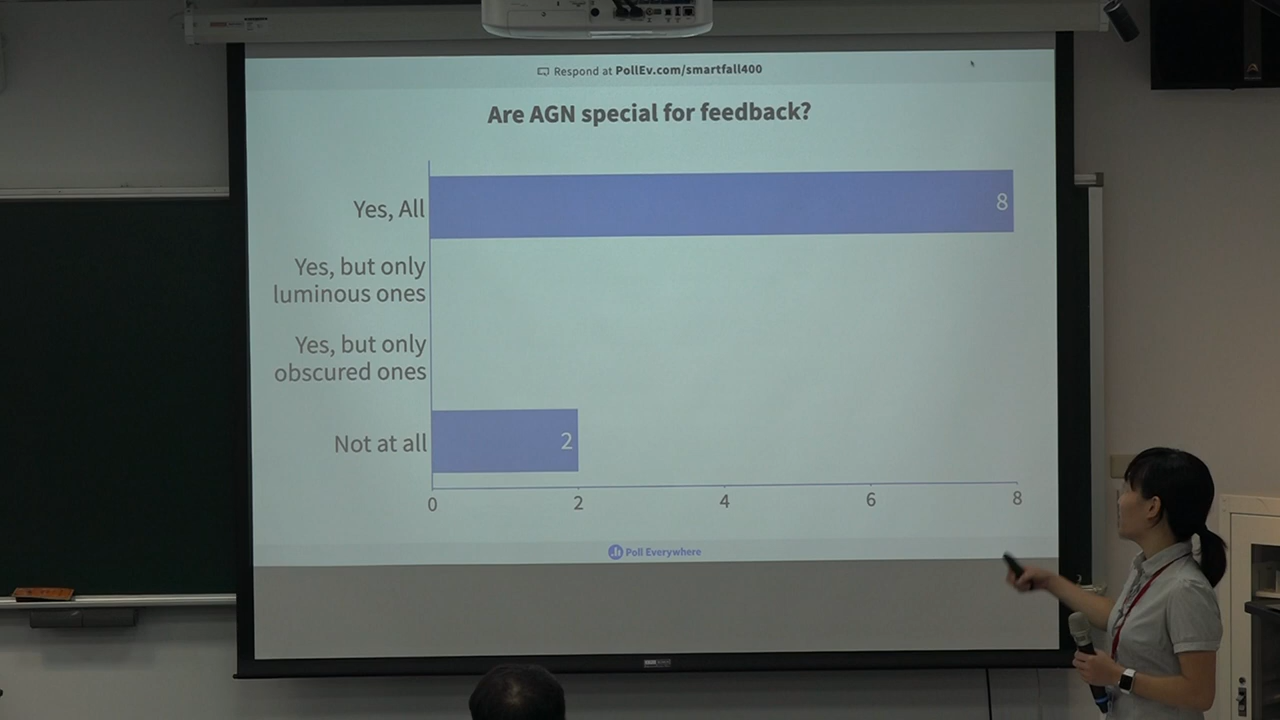 Respond at PollEv.com/smartfall400
Are AGN special for feedback?
Yes, All
8
Yes, but only
luminous ones
Yes, but only
obscured ones
Not at all
2
0 2 4 6 8
Poll Everywhere